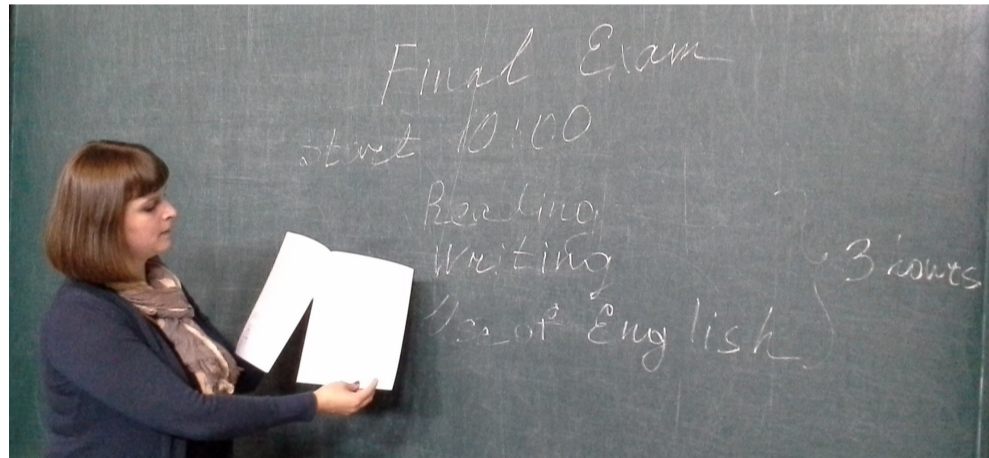 Final Exam
start 10:00
Reading
Writing
Use of English
3 hours